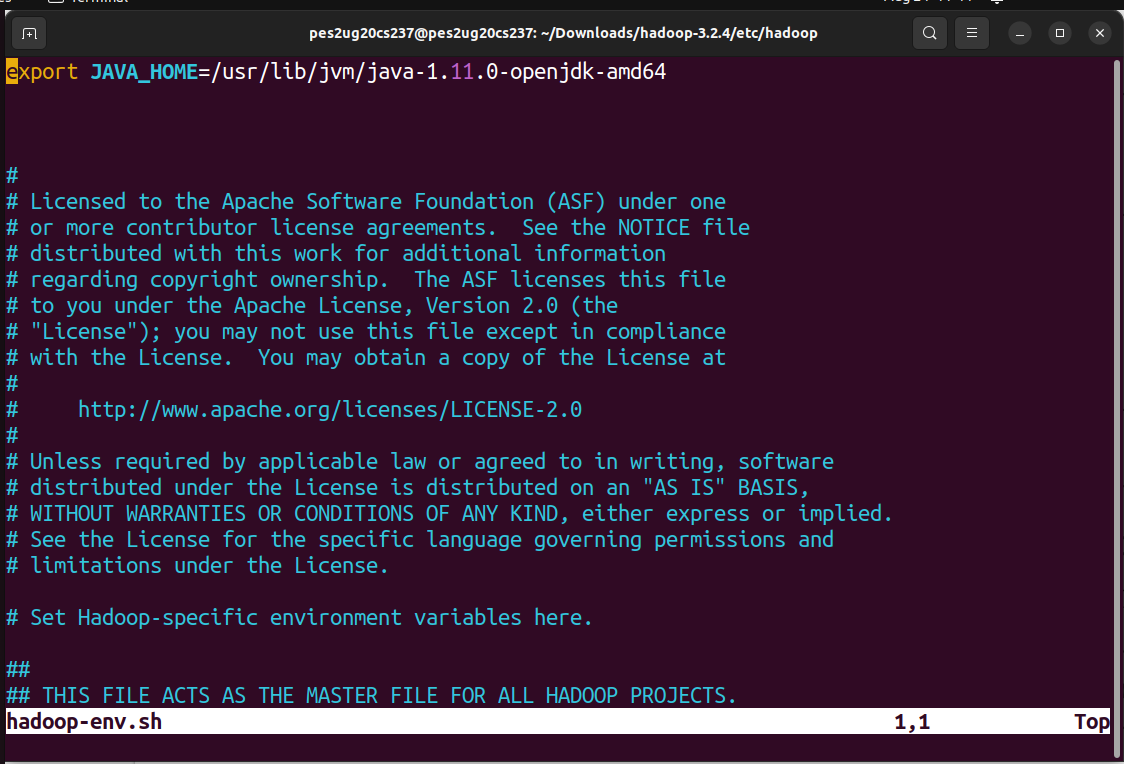 pes2ug20cs237@pes2ug20cs237: ~/Downloads/hadoop-3.2.4/etc/hadoop
export JAVA_HOME=/usr/lib/jvm/java-1.11.0-openjdk-amd64
#
# Licensed to the Apache Software Foundation (ASF) under one
# or more contributor license agreements.  See the NOTICE file
# distributed with this work for additional information
# regarding copyright ownership.  The ASF licenses this file
# to you under the Apache License, Version 2.0 (the
# "License"); you may not use this file except in compliance
# with the License.  You may obtain a copy of the License at
#
#     http://www.apache.org/licenses/LICENSE-2.0
#
# Unless required by applicable law or agreed to in writing, software
# distributed under the License is distributed on an "AS IS" BASIS,
# WITHOUT WARRANTIES OR CONDITIONS OF ANY KIND, either express or implied.
# See the License for the specific language governing permissions and
# limitations under the License.
# Set Hadoop-specific environment variables here.
##
## THIS FILE ACTS AS THE MASTER FILE FOR ALL HADOOP PROJECTS.
hadoop-env.sh 1,1 Top